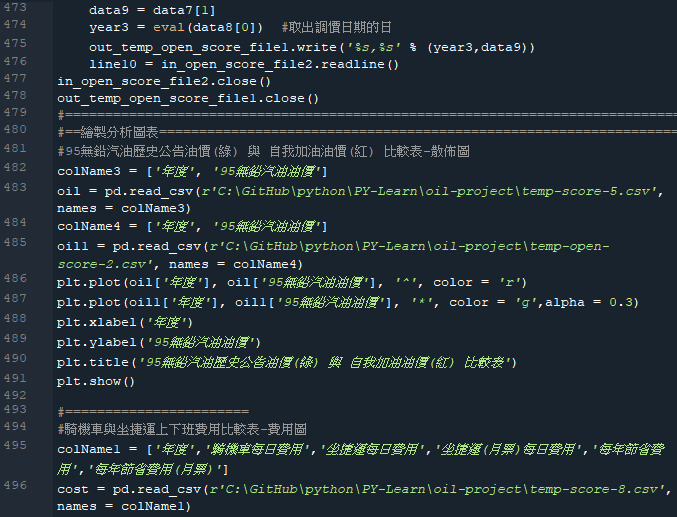 473 data9 = data7[1]
474 year3 = eval(data8[0]) #取出調價日期的日
475 out_temp_open_score_file1.write('%s,%s' % (year3,data9))
476 line10 = in_open_score_file2.readline()
477 in_open_score_file2.close()
478 out_temp_open_score_file1.close()
479 #==============================================================================
480 #==繪製分析圖表==================================================================
481 #95無鉛汽油歷史公告油價(綠) 與 自我加油油價(紅) 比較表-散佈圖
482 colName3 = ['年度', '95無鉛汽油油價']
483 oil = pd.read_csv(r'C:\GitHub\python\PY-Learn\oil-project\temp-score-5.csv',
names = colName3)
484 colName4 = ['年度', '95無鉛汽油油價']
485 oil1 = pd.read_csv(r'C:\GitHub\python\PY-Learn\oil-project\temp-open-
score-2.csv', names = colName4)
486 plt.plot(oil['年度'], oil['95無鉛汽油油價'], '^', color = 'r')
487 plt.plot(oil1['年度'], oil1['95無鉛汽油油價'], '*', color = 'g',alpha = 0.3)
488 plt.xlabel('年度')
489 plt.ylabel('95無鉛汽油油價')
490 plt.title('95無鉛汽油歷史公告油價(綠) 與 自我加油油價(紅) 比較表')
491 plt.show()
492
493 #=======================
494 #騎機車與坐捷運上下班費用比較表-費用圖
495 colName1 = ['年度','騎機車每日費用','坐捷運每日費用','坐捷運(月票)每日費用','每年節省費
用','每年節省費用(月票)']
496 cost = pd.read_csv(r'C:\GitHub\python\PY-Learn\oil-project\temp-score-8.csv',
names = colName1)